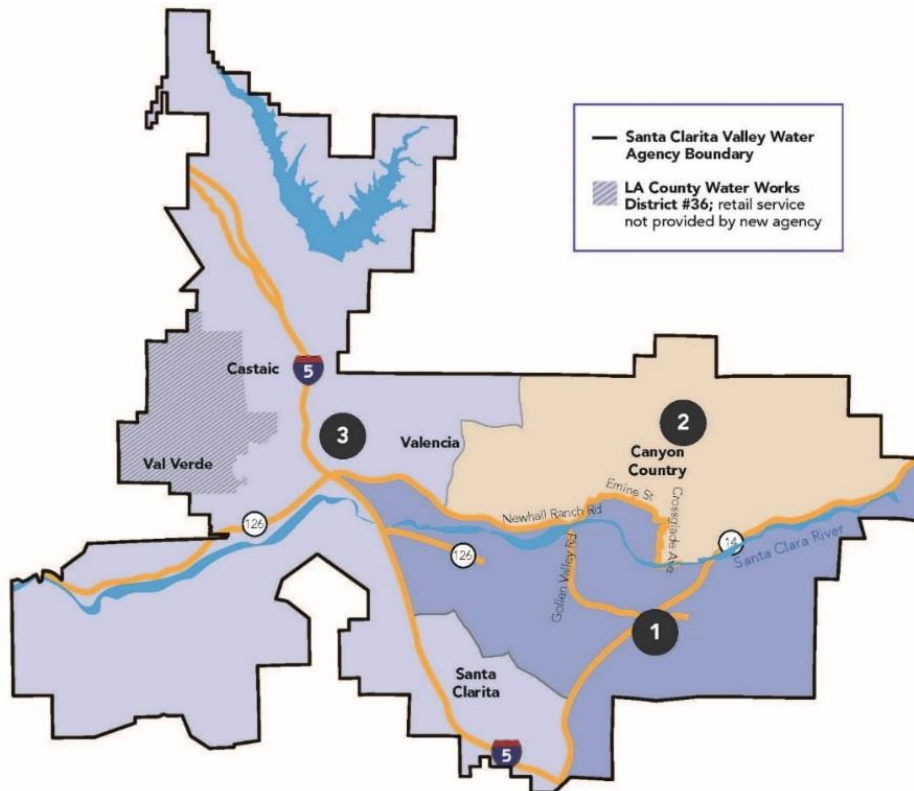 Santa Clarita Valley Water
Agency Boundary
LA County Water Works
District #36; retail service
not provided by new agency
Castaic
5
3
Valencia
2
Canyon
Country
Val Verde
Emine St
Crossglade Ave
Newhall Ranch Rd
126
126
14
Santa Clara River
Gollen Valley Rd
1
Santa
Clarita
5